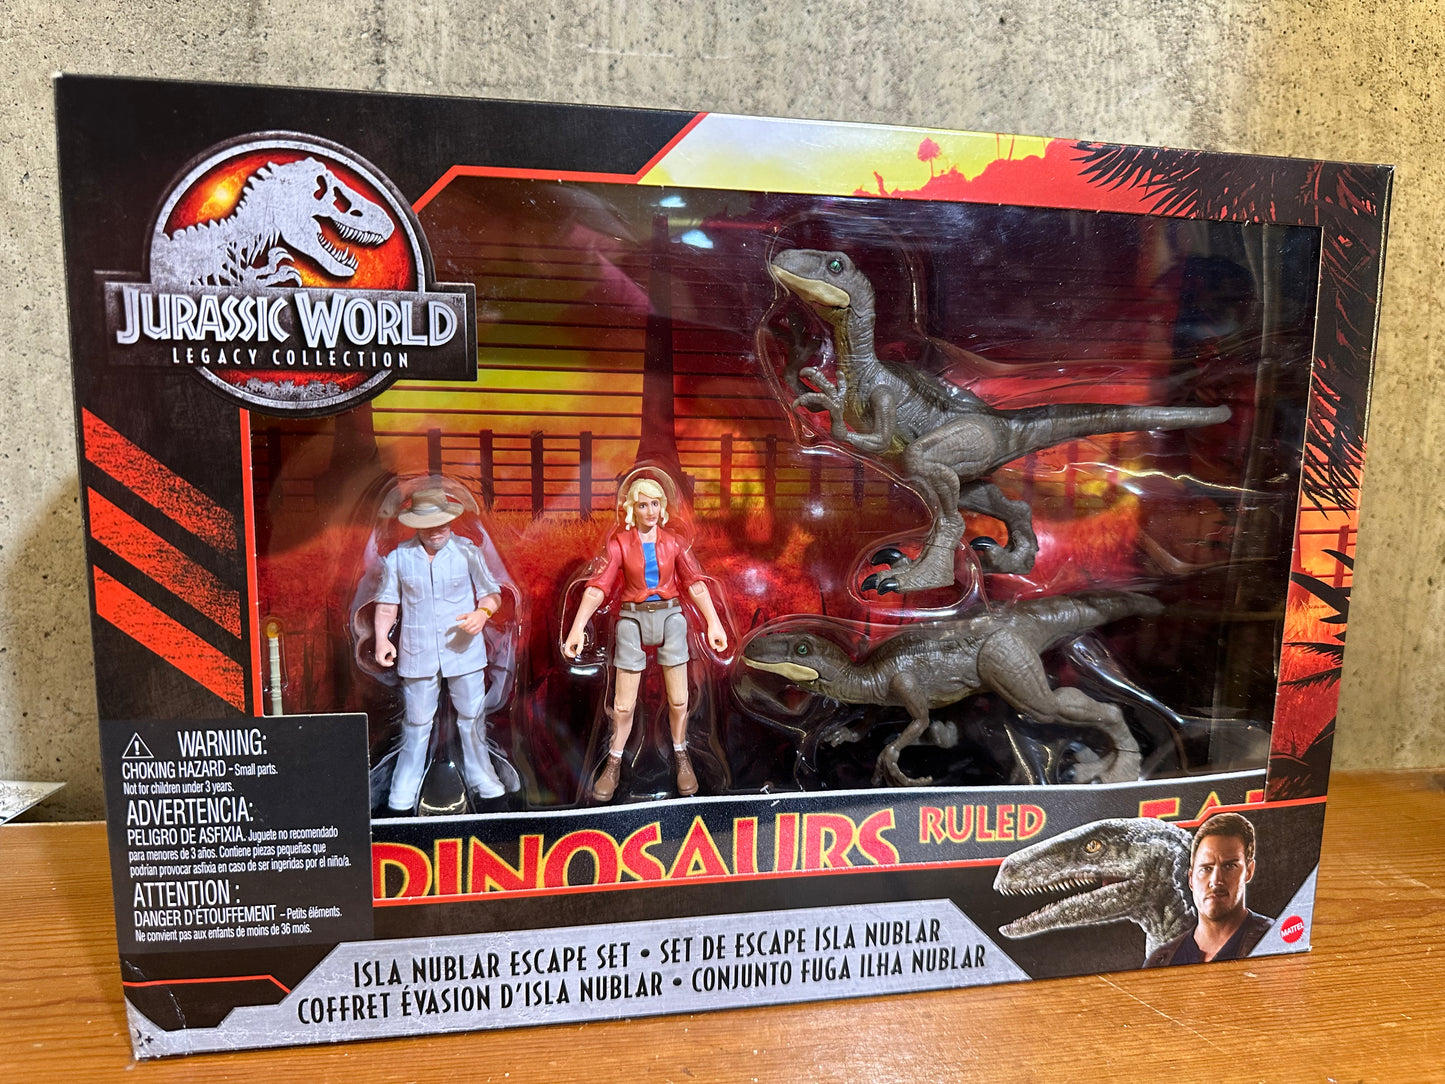 JURASSIC WORLD™
LEGACY COLLECTION
WARNING:
CHOKING HAZARD - Small parts.
Not for children under 3 years.
ADVERTENCIA:
PELIGRO DE ASFIXIA. Juguete no recomendado
para menores de 3 años. Contiene piezas pequeñas que
podrían provocar asfixia en caso de ser ingeridas por el niño/a.
ATTENTION :
DANGER D'ÉTOUFFEMENT - Petits éléments.
Ne convient pas aux enfants de moins de 36 mois.
DINOSAURS RULED
ISLA NUBLAR ESCAPE SET • SET DE ESCAPE ISLA NUBLAR
COFFRET ÉVASION D'ISLA NUBLAR • CONJUNTO FUGA ILHA NUBLAR
MATTEL